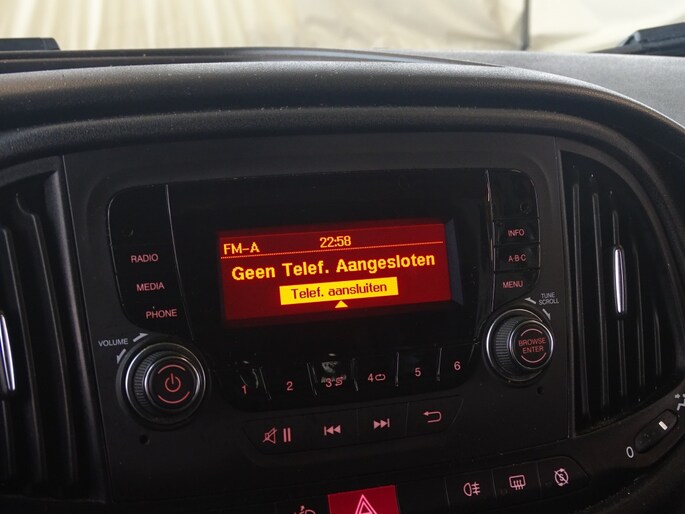 FM-A 22:58
Geen Telef. Aangesloten
Telef. aansluiten
RADIO
MEDIA
PHONE
INFO
A·B·C
MENU
VOLUME
TUNE
SCROLL
BROWSE
ENTER
1 2 3 4 5 6
0